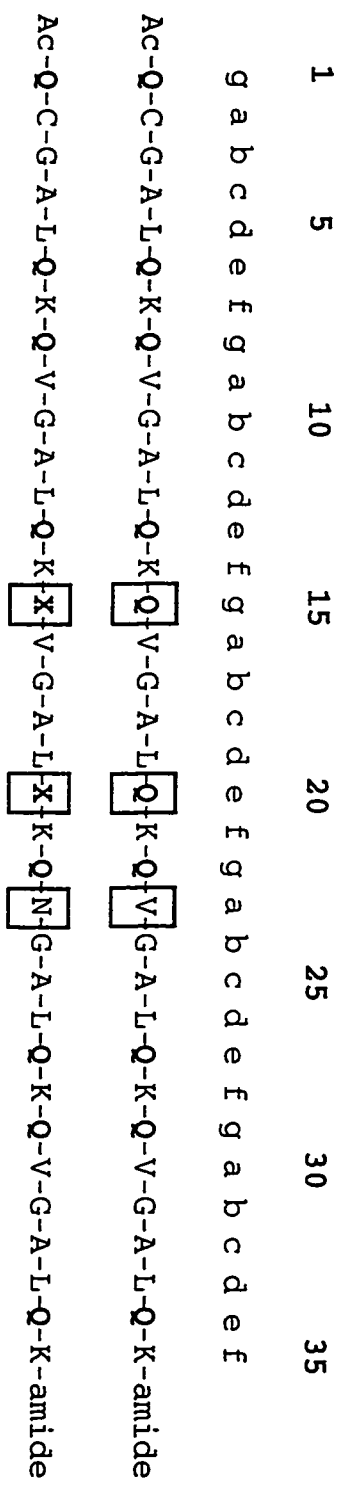 1 5 10 15 20 25 30 35
g a b c d e f g a b c d e f g a b c d e f g a b c d e f g a b c d e f
Ac-Q-C-G-A-L-Q-K-Q-V-G-A-L-Q-K-Q-V-G-A-L-Q-K-Q-V-G-A-L-Q-K-Q-V-G-A-L-Q-K-amide
Ac-Q-C-G-A-L-Q-K-Q-V-G-A-L-Q-K-X-V-G-A-L-X-K-Q-N-G-A-L-Q-K-Q-V-G-A-L-Q-K-amide